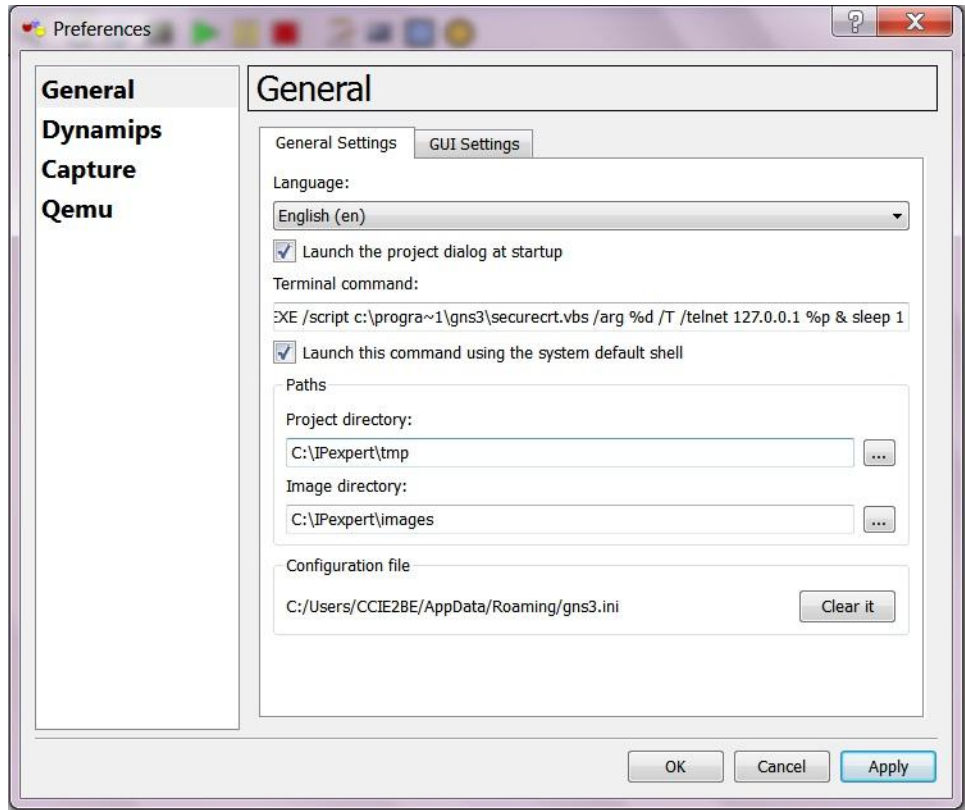 Preferences
General
Dynamips
Capture
Qemu
General
General Settings
GUI Settings
Language:
English (en)
Launch the project dialog at startup
Terminal command:
EXE /script c:\progra~1\gns3\securecrt.vbs /arg %d /T /telnet 127.0.0.1 %p & sleep 1
Launch this command using the system default shell
Paths
Project directory:
C:\IPexpert\tmp
...
Image directory:
C:\IPexpert\images
...
Configuration file
C:/Users/CCIE2BE/AppData/Roaming/gns3.ini
Clear it
OK
Cancel
Apply